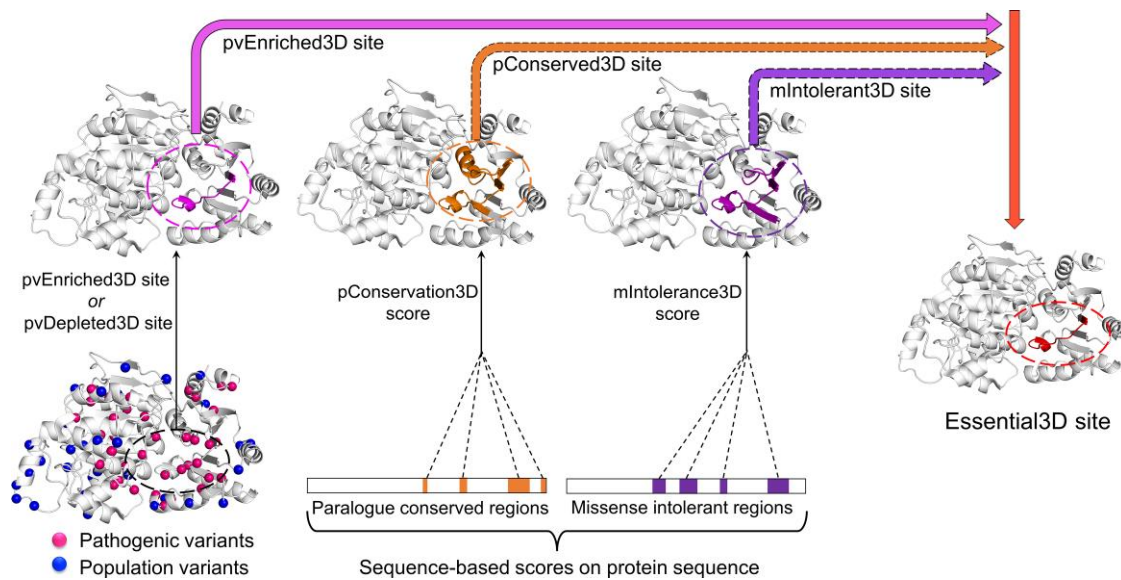 pvEnriched3D site
pConserved3D site
mIntolerant3D site
pvEnriched3D site
or
pvDepleted3D site
pConservation3D
score
mIntolerance3D
score
Essential3D site
Paralogue conserved regions
Missense intolerant regions
Pathogenic variants
Population variants
Sequence-based scores on protein sequence